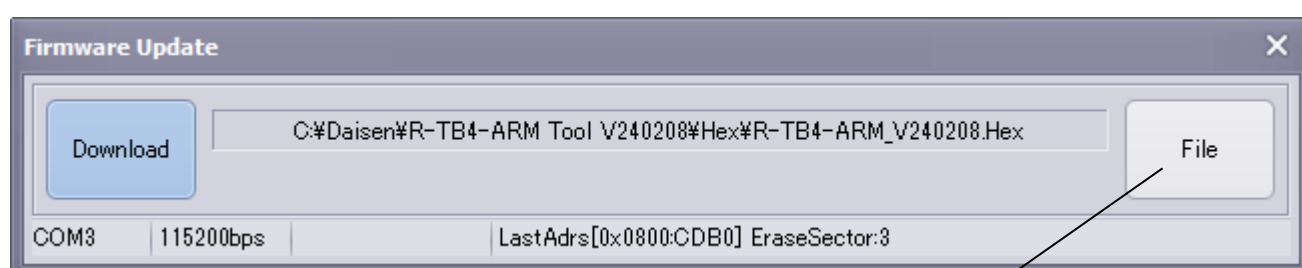 Firmware Update
Download
C:¥Daisen¥R-TB4-ARM Tool V240208¥Hex¥R-TB4-ARM_V240208.Hex
File
COM3 115200bps LastAdrs[0x0800:CDB0] EraseSector:3